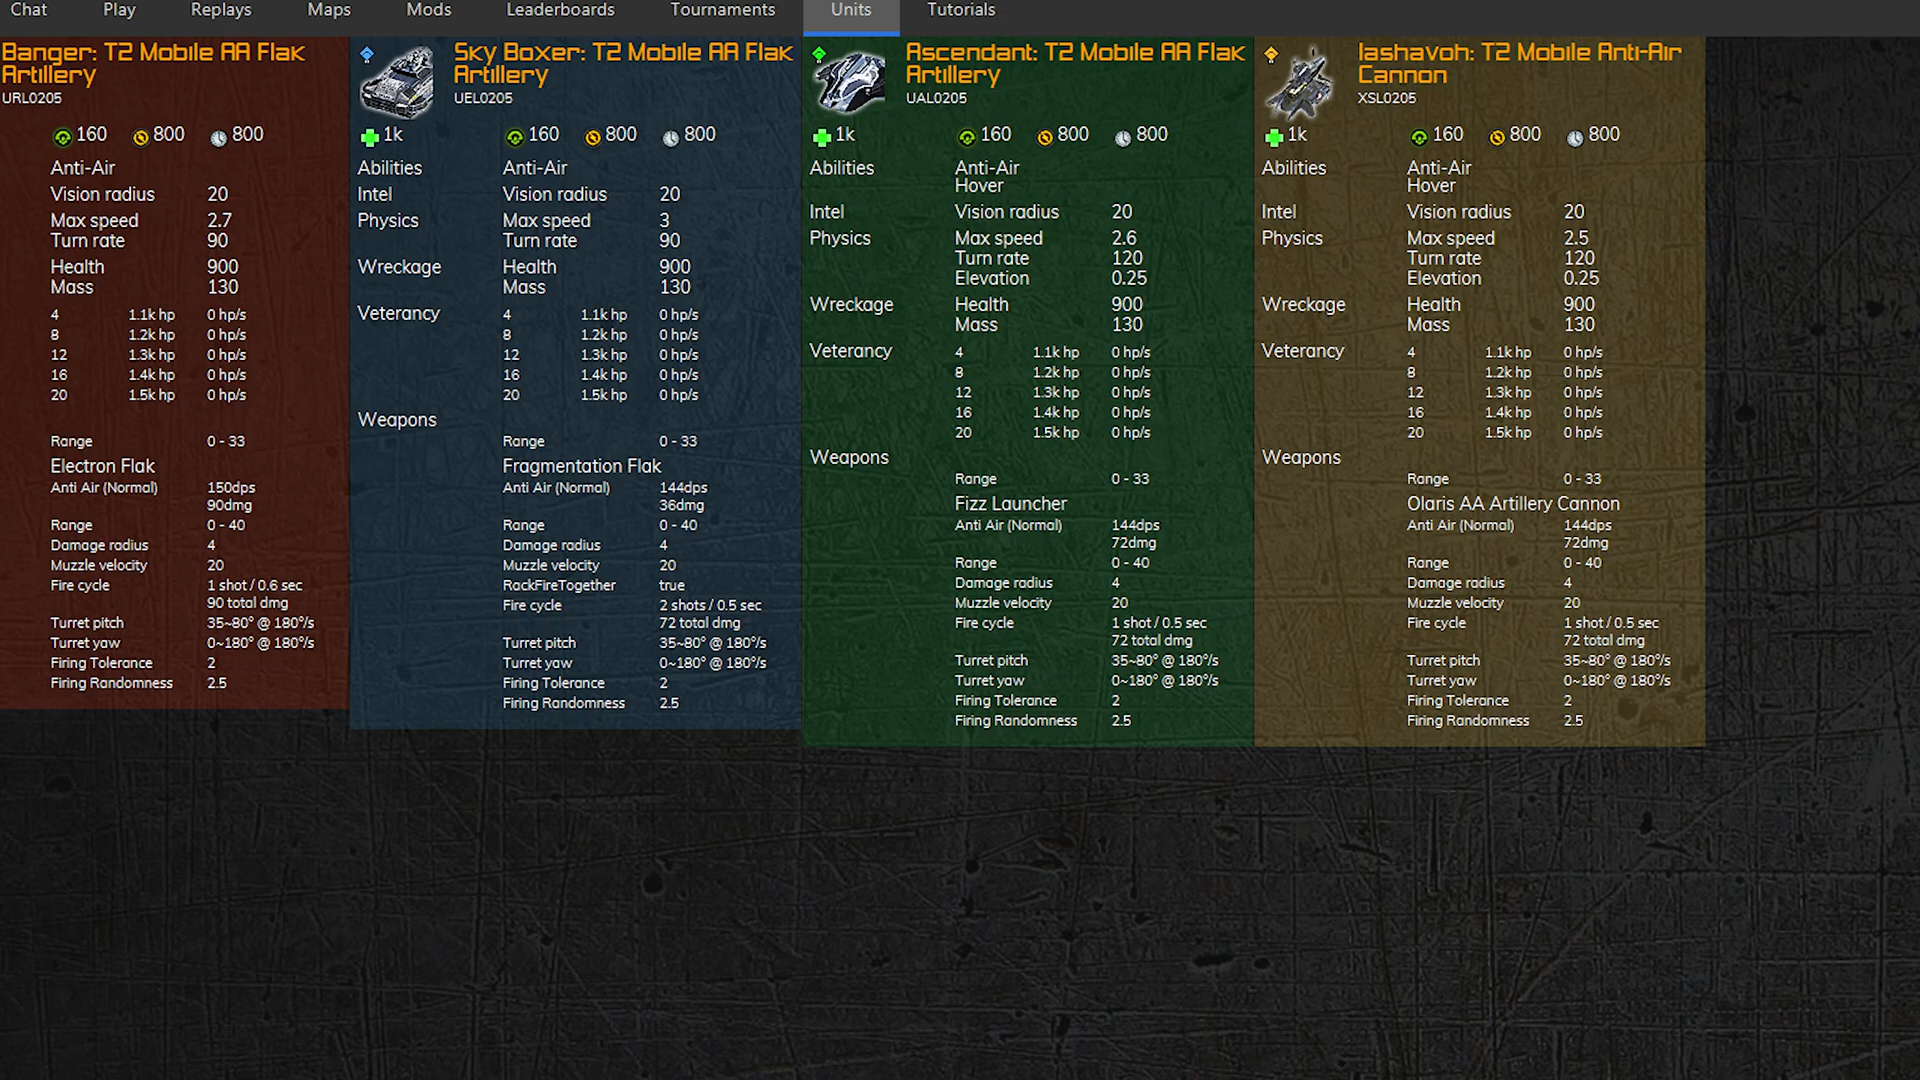 Chat Play Replays Maps Mods Leaderboards Tournaments Units Tutorials
Banger: T2 Mobile AA Flak
Artillery
URL0205
160 800 800
Anti-Air
Vision radius 20
Max speed 2.7
Turn rate 90
Health 900
Mass 130
4 1.1k hp 0 hp/s
8 1.2k hp 0 hp/s
12 1.3k hp 0 hp/s
16 1.4k hp 0 hp/s
20 1.5k hp 0 hp/s
Range 0 - 33
Electron Flak
Anti Air (Normal) 150dps
90dmg
Range 0 - 40
Damage radius 4
Muzzle velocity 20
Fire cycle 1 shot / 0.6 sec
90 total dmg
Turret pitch 35~80° @ 180°/s
Turret yaw 0~180° @ 180°/s
Firing Tolerance 2
Firing Randomness 2.5
Sky Boxer: T2 Mobile AA Flak
Artillery
UEL0205
1k 160 800 800
Abilities Anti-Air
Intel Vision radius 20
Physics Max speed 3
Turn rate 90
Wreckage Health 900
Mass 130
Veterancy 4 1.1k hp 0 hp/s
8 1.2k hp 0 hp/s
12 1.3k hp 0 hp/s
16 1.4k hp 0 hp/s
20 1.5k hp 0 hp/s
Weapons
Range 0 - 33
Fragmentation Flak
Anti Air (Normal) 144dps
36dmg
Range 0 - 40
Damage radius 4
Muzzle velocity 20
RackFireTogether true
Fire cycle 2 shots / 0.5 sec
72 total dmg
Turret pitch 35~80° @ 180°/s
Turret yaw 0~180° @ 180°/s
Firing Tolerance 2
Firing Randomness 2.5
Ascendant: T2 Mobile AA Flak
Artillery
UAL0205
1k 160 800 800
Abilities Anti-Air
Hover
Intel Vision radius 20
Physics Max speed 2.6
Turn rate 120
Elevation 0.25
Wreckage Health 900
Mass 130
Veterancy 4 1.1k hp 0 hp/s
8 1.2k hp 0 hp/s
12 1.3k hp 0 hp/s
16 1.4k hp 0 hp/s
20 1.5k hp 0 hp/s
Weapons
Range 0 - 33
Fizz Launcher
Anti Air (Normal) 144dps
72dmg
Range 0 - 40
Damage radius 4
Muzzle velocity 20
Fire cycle 1 shot / 0.5 sec
72 total dmg
Turret pitch 35~80° @ 180°/s
Turret yaw 0~180° @ 180°/s
Firing Tolerance 2
Firing Randomness 2.5
Iashavoh: T2 Mobile Anti-Air
Cannon
XSL0205
1k 160 800 800
Abilities Anti-Air
Hover
Intel Vision radius 20
Physics Max speed 2.5
Turn rate 120
Elevation 0.25
Wreckage Health 900
Mass 130
Veterancy 4 1.1k hp 0 hp/s
8 1.2k hp 0 hp/s
12 1.3k hp 0 hp/s
16 1.4k hp 0 hp/s
20 1.5k hp 0 hp/s
Weapons
Range 0 - 33
Olaris AA Artillery Cannon
Anti Air (Normal) 144dps
72dmg
Range 0 - 40
Damage radius 4
Muzzle velocity 20
Fire cycle 1 shot / 0.5 sec
72 total dmg
Turret pitch 35~80° @ 180°/s
Turret yaw 0~180° @ 180°/s
Firing Tolerance 2
Firing Randomness 2.5